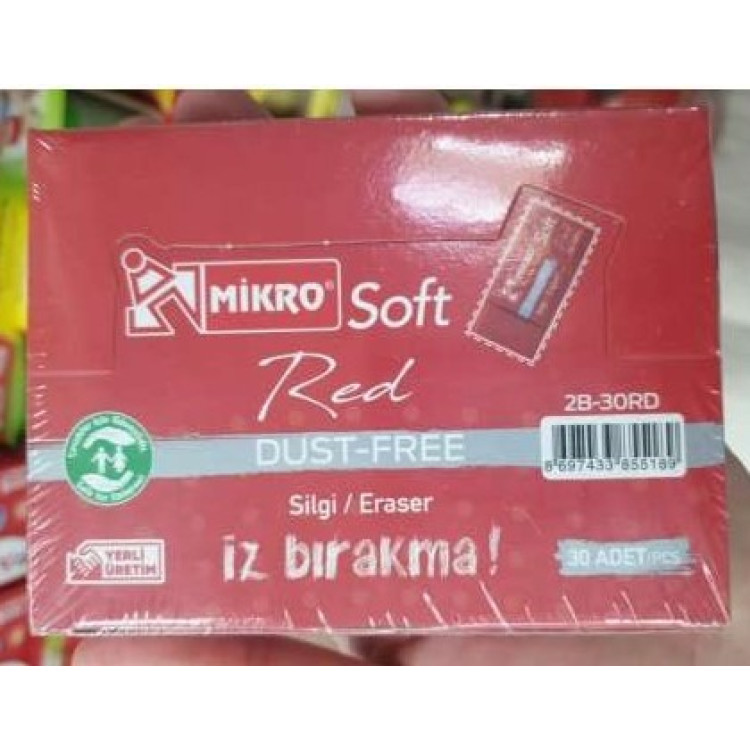 MİKRO® Soft
Red
2B-30RD
DUST-FREE
8 697433 855189
Silgi / Eraser
YERLİ
ÜRETİM
iz bırakma!
30 ADET/PCS